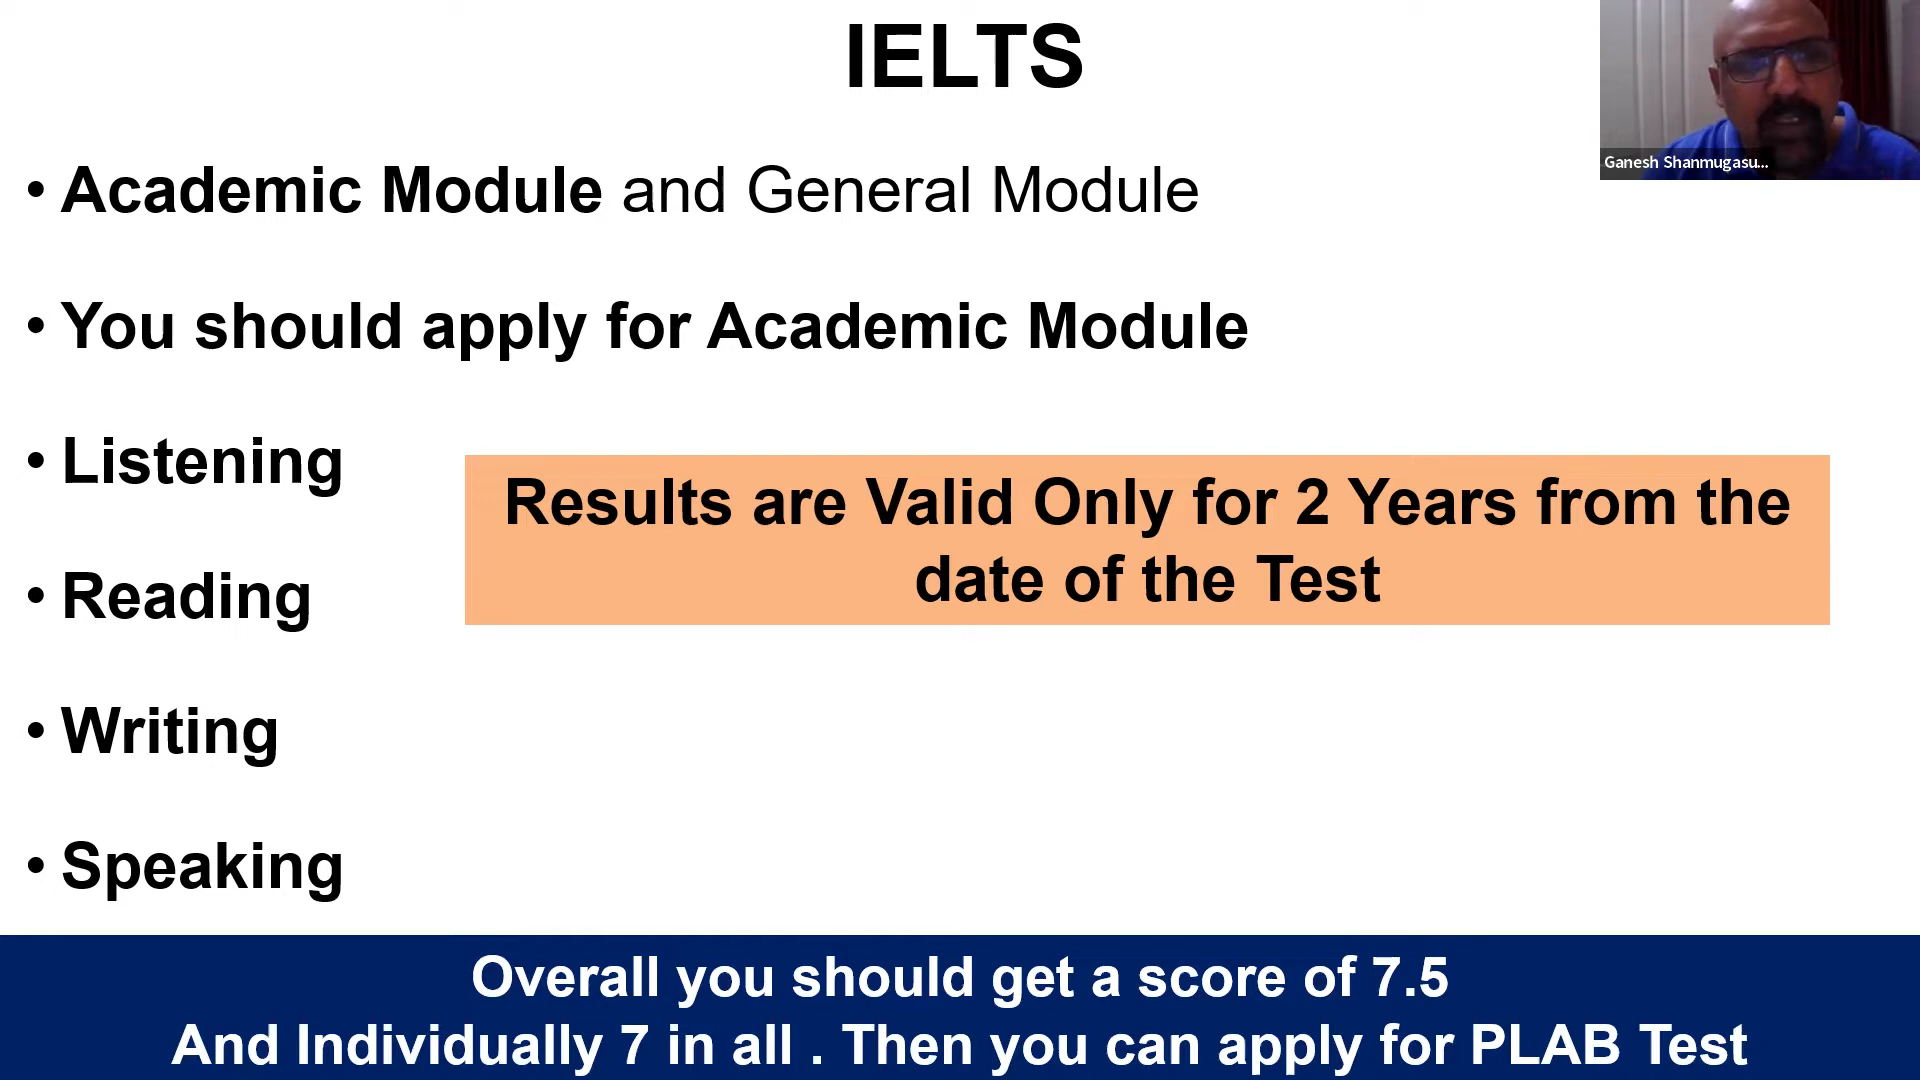 IELTS
Ganesh Shanmugasu...
• Academic Module and General Module
• You should apply for Academic Module
• Listening
Results are Valid Only for 2 Years from the
date of the Test
• Reading
• Writing
• Speaking
Overall you should get a score of 7.5
And Individually 7 in all . Then you can apply for PLAB Test